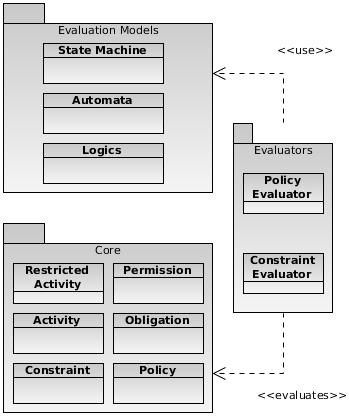 Evaluation Models
State Machine
Automata
Logics
<<use>>
Evaluators
Policy
Evaluator
Constraint
Evaluator
Core
Restricted
Activity
Permission
Activity
Obligation
Constraint
Policy
<<evaluates>>